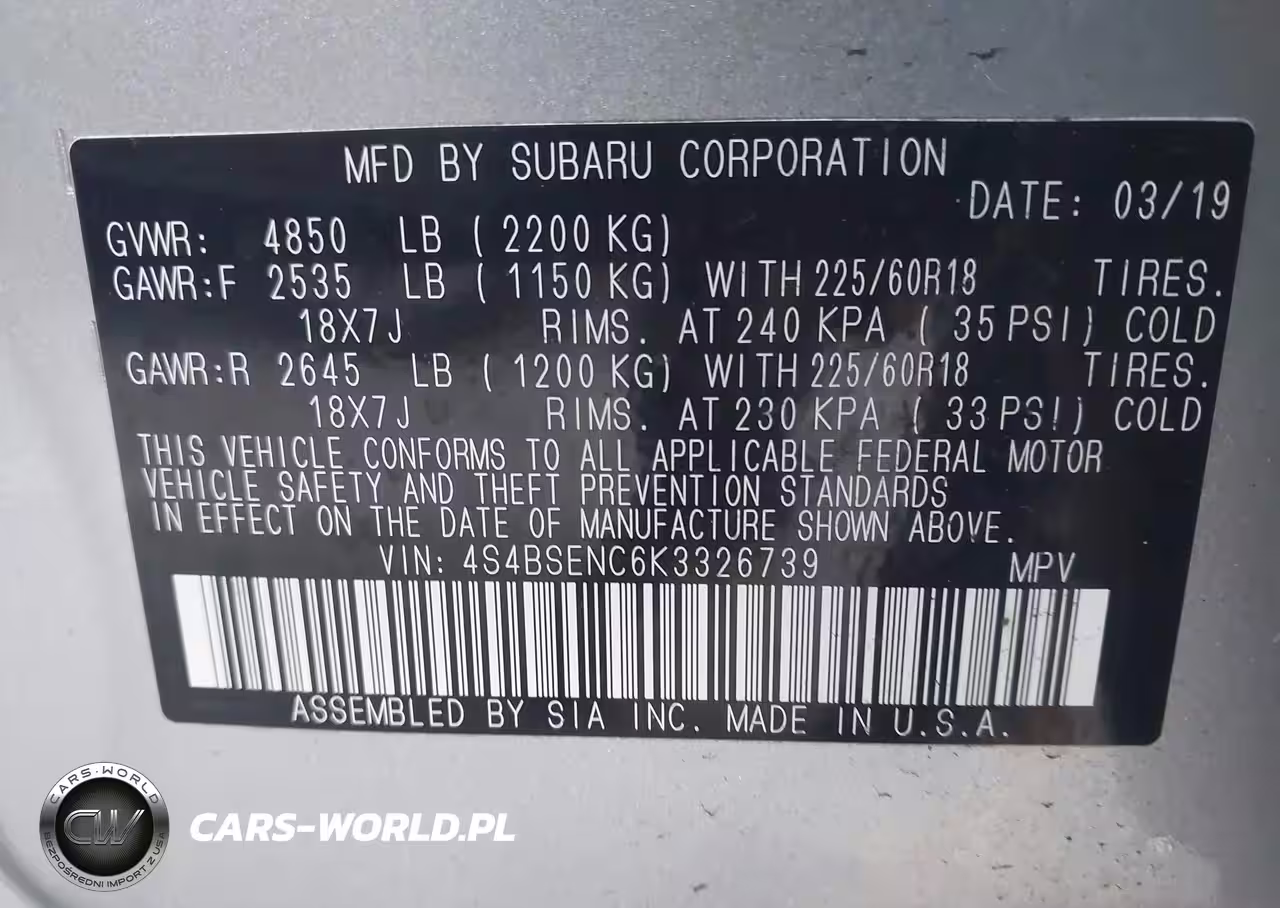 MFD BY SUBARU CORPORATION
DATE: 03/19
GVWR: 4850 LB ( 2200 KG)
GAWR:F 2535 LB ( 1150 KG) WITH 225/60R18 TIRES.
18X7J RIMS. AT 240 KPA ( 35 PSI) COLD
GAWR:R 2645 LB ( 1200 KG) WITH 225/60R18 TIRES.
18X7J RIMS. AT 230 KPA ( 33 PSI) COLD
THIS VEHICLE CONFORMS TO ALL APPLICABLE FEDERAL MOTOR
VEHICLE SAFETY AND THEFT PREVENTION STANDARDS
IN EFFECT ON THE DATE OF MANUFACTURE SHOWN ABOVE.
VIN: 4S4BSENC6K3326739 MPV
ASSEMBLED BY SIA INC. MADE IN U.S.A.
CARS-WORLD
CW
BEZPOŚREDNI IMPORT Z USA
CARS-WORLD.PL